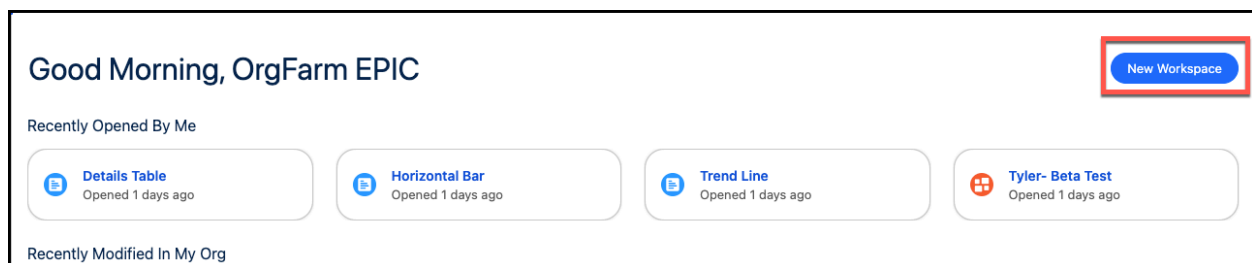 Good Morning, OrgFarm EPIC
New Workspace
Recently Opened By Me
Details Table
Opened 1 days ago
Horizontal Bar
Opened 1 days ago
Trend Line
Opened 1 days ago
Tyler- Beta Test
Opened 1 days ago
Recently Modified In My Org